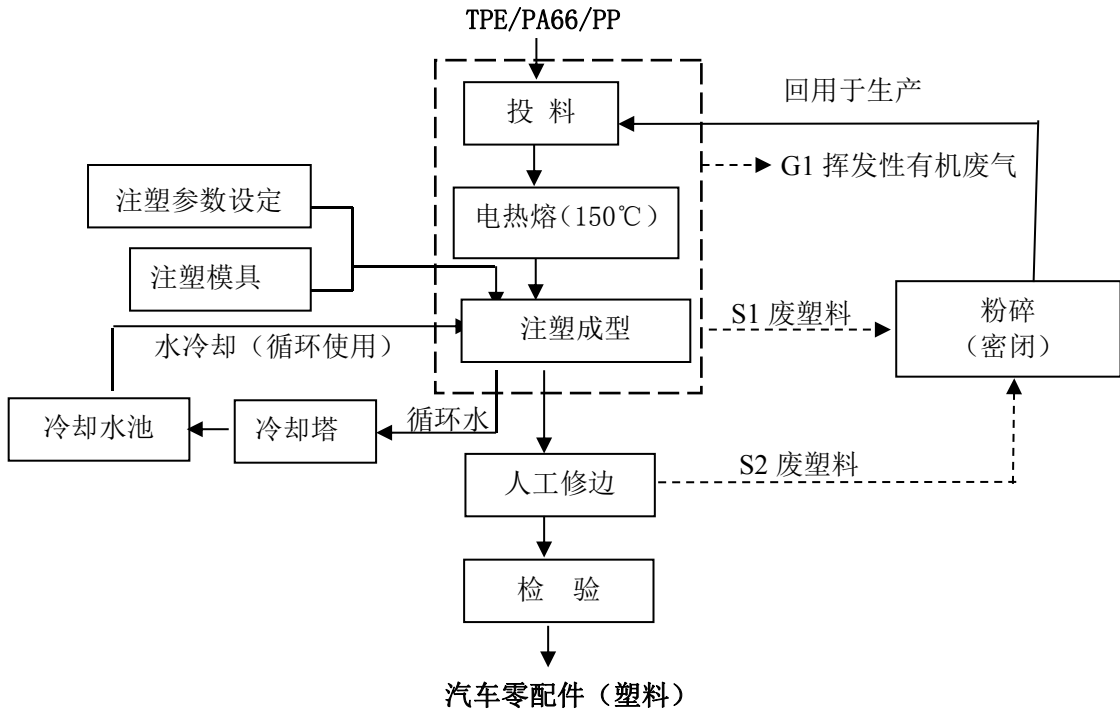 TPE/PA66/PP
投 料
回用于生产
G1 挥发性有机废气
注塑参数设定
电热熔（150℃）
注塑模具
注塑成型
S1 废塑料
粉碎
（密闭）
水冷却（循环使用）
冷却水池
冷却塔
循环水
人工修边
S2 废塑料
检 验
汽车零配件（塑料）